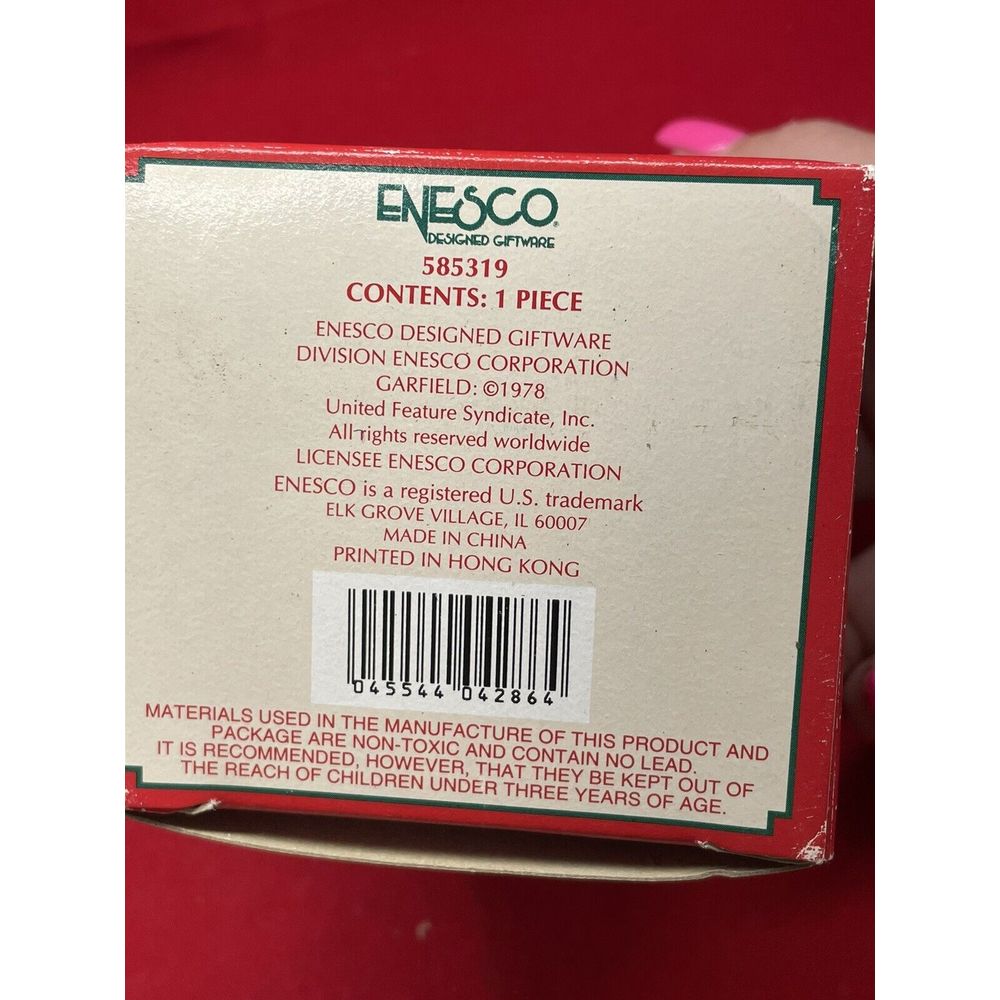 ENESCO®
DESIGNED GIFTWARE
585319
CONTENTS: 1 PIECE
ENESCO DESIGNED GIFTWARE
DIVISION ENESCO CORPORATION
GARFIELD: ©1978
United Feature Syndicate, Inc.
All rights reserved worldwide
LICENSEE ENESCO CORPORATION
ENESCO is a registered U.S. trademark
ELK GROVE VILLAGE, IL 60007
MADE IN CHINA
PRINTED IN HONG KONG
045544 042864
MATERIALS USED IN THE MANUFACTURE OF THIS PRODUCT AND
PACKAGE ARE NON-TOXIC AND CONTAIN NO LEAD.
IT IS RECOMMENDED, HOWEVER, THAT THEY BE KEPT OUT OF
THE REACH OF CHILDREN UNDER THREE YEARS OF AGE.